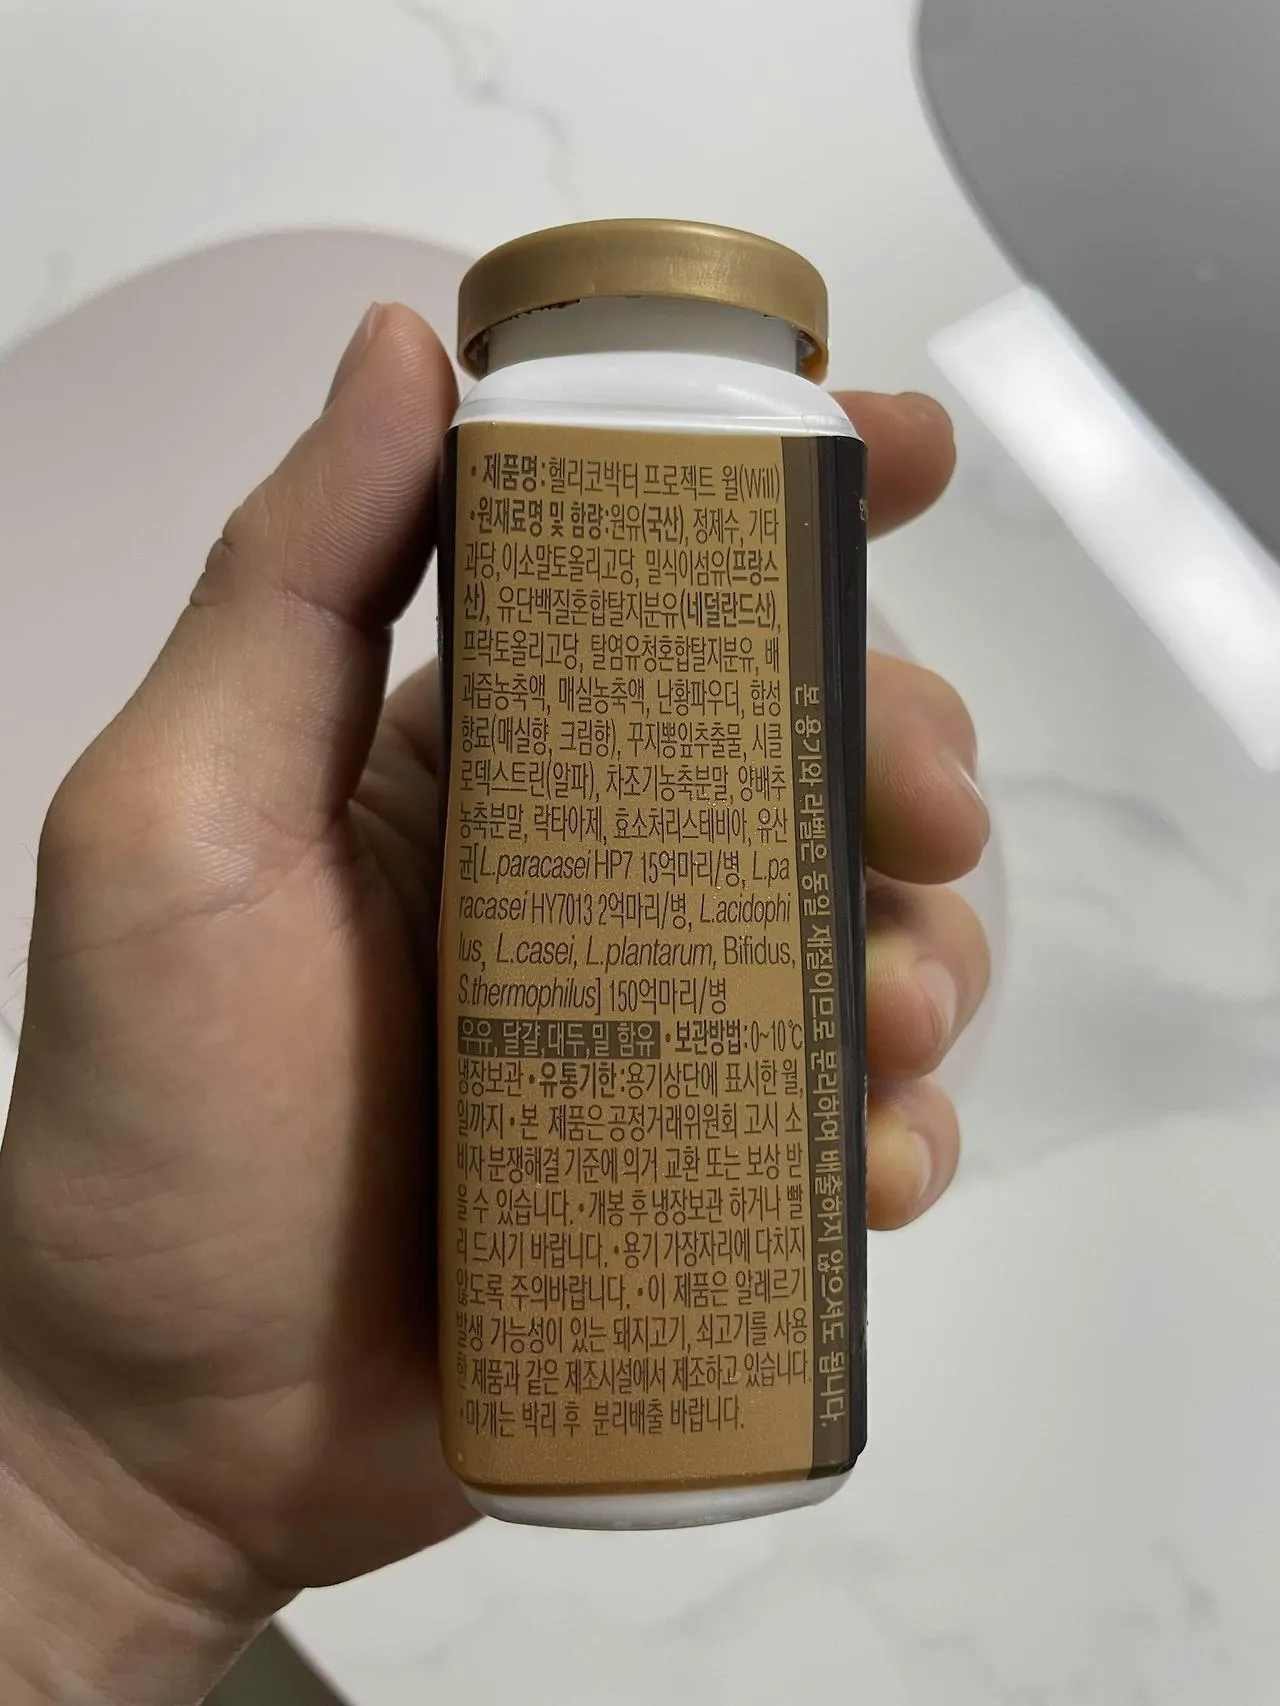 • 제품명:헬리코박터 프로젝트 윌(Will)
•원재료명 및 함량:원유(국산), 정제수, 기타
과당,이소말토올리고당, 밀식이섬유(프랑스
산), 유단백질혼합탈지분유(네덜란드산),
프락토올리고당, 탈염유청혼합탈지분유, 배
과즙농축액, 매실농축액, 난황파우더, 합성
향료(매실향, 크림향), 꾸지뽕잎추출물, 시클
로덱스트린(알파), 차조기농축분말, 양배추
농축분말, 락타아제, 효소처리스테비아, 유산
균[L.paracasei HP7 15억마리/병, L.pa
racasei HY7013 2억마리/병, L.acidophi
lus, L.casei, L.plantarum, Bifidus,
S.thermophilus] 150억마리/병
우유, 달걀,대두,밀 함유 •보관방법:0~10℃
냉장보관•유통기한:용기상단에 표시한 월,
일까지•본 제품은 공정거래위원회 고시 소
비자 분쟁해결 기준에 의거 교환 또는 보상 받
을 수 있습니다.•개봉 후 냉장보관 하거나 빨
리 드시기 바랍니다.•용기 가장자리에 다치지
않도록 주의바랍니다.•이 제품은 알레르기
발생 가능성이 있는 돼지고기, 쇠고기를 사용
한 제품과 같은 제조시설에서 제조하고 있습니다.
•마개는 박리 후 분리배출 바랍니다.
본 용기와 라벨은 동일 재질이므로 분리하여 배출하지 않으셔도 됩니다.